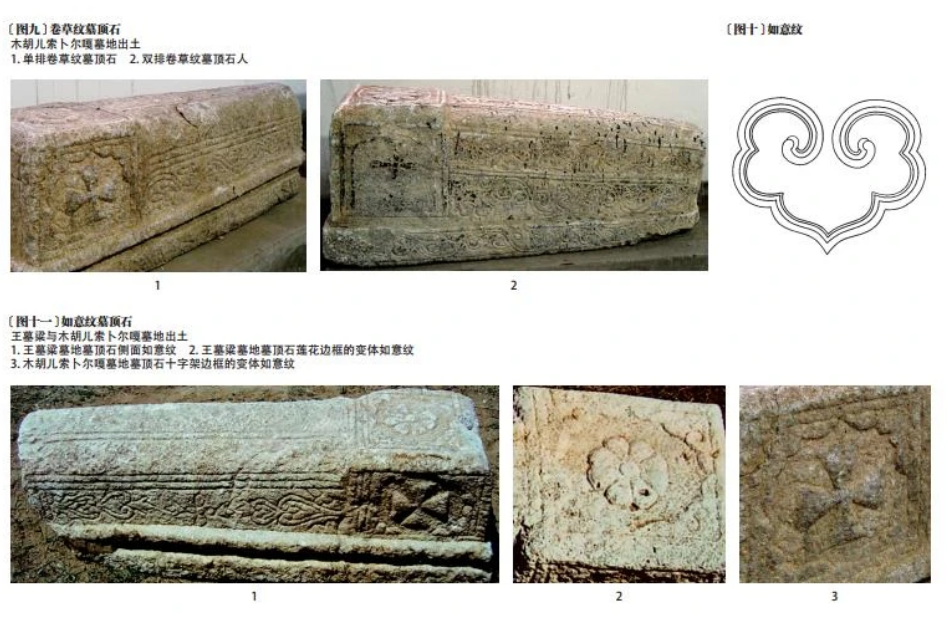 〔图九〕卷草纹墓顶石
木胡儿索卜尔嘎墓地出土
1. 单排卷草纹墓顶石 2. 双排卷草纹墓顶石人
1
2
〔图十〕如意纹
〔图十一〕如意纹墓顶石
王墓梁与木胡儿索卜尔嘎墓地出土
1. 王墓梁墓地墓顶石侧面如意纹 2. 王墓梁墓地墓顶石莲花边框的变体如意纹
3. 木胡儿索卜尔嘎墓地墓顶石十字架边框的变体如意纹
1
2
3